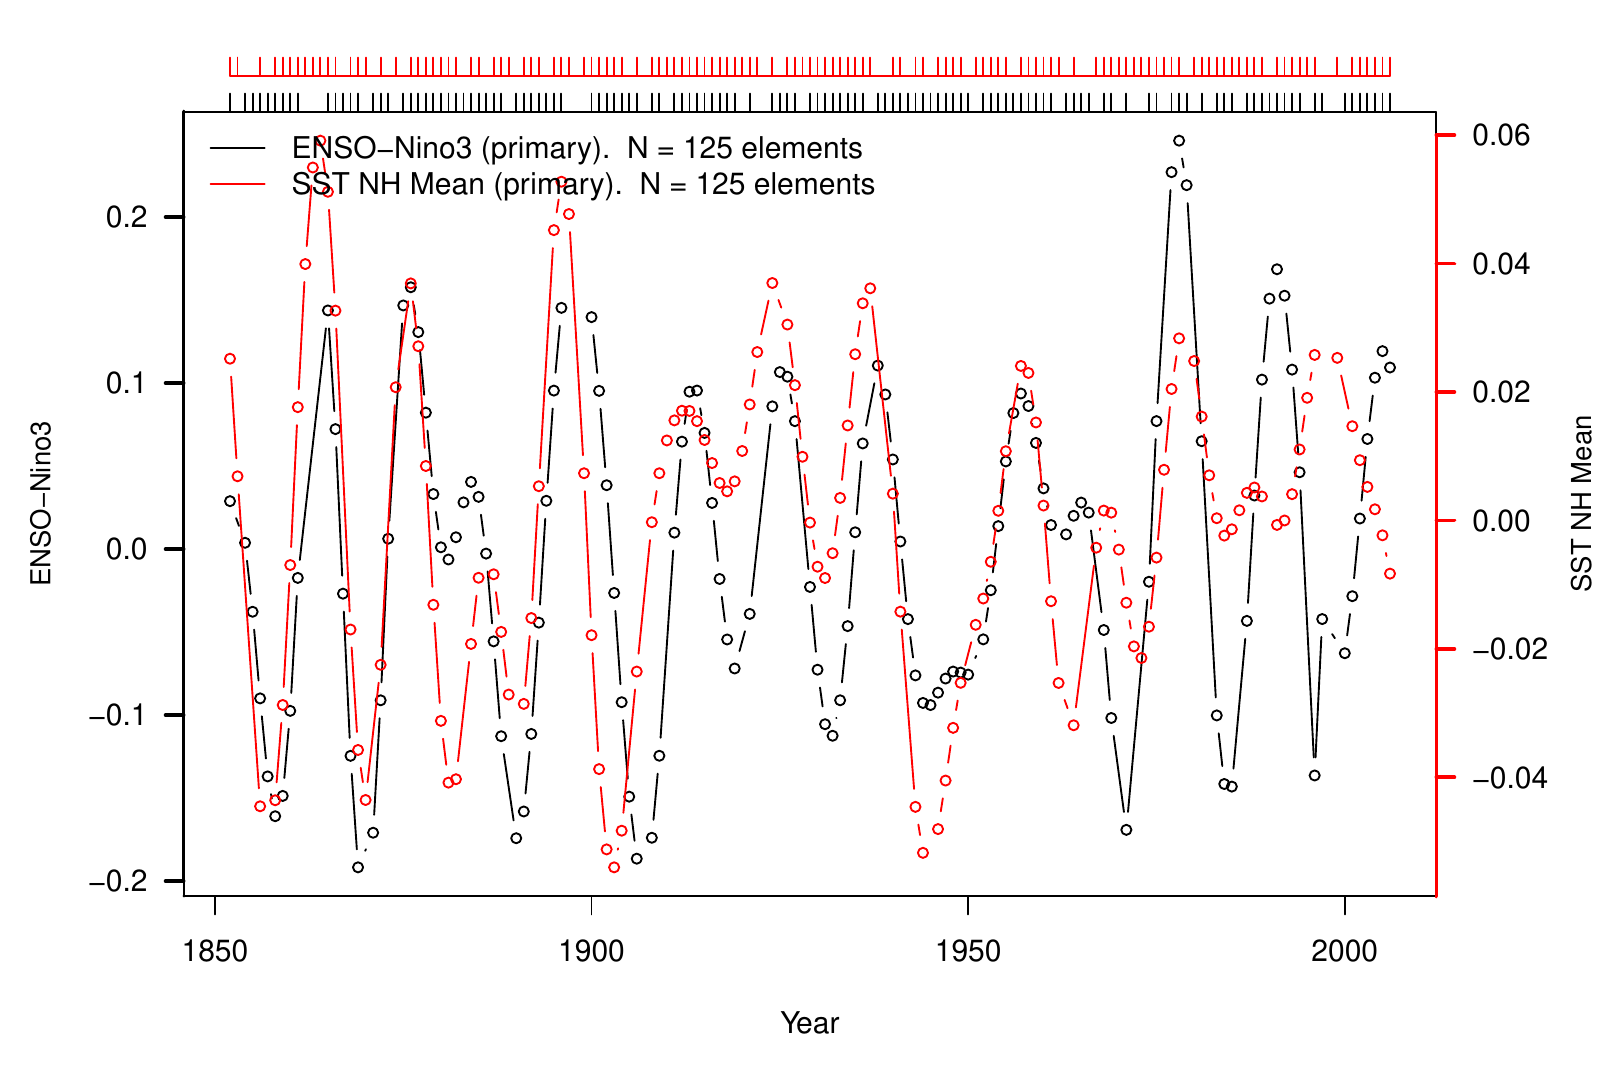 ENSO−Nino3 (primary).  N = 125 elements
SST NH Mean (primary).  N = 125 elements
ENSO−Nino3
0.2
0.1
0.0
−0.1
−0.2
0.06
0.04
0.02
0.00
−0.02
−0.04
SST NH Mean
1850 1900 1950 2000
Year